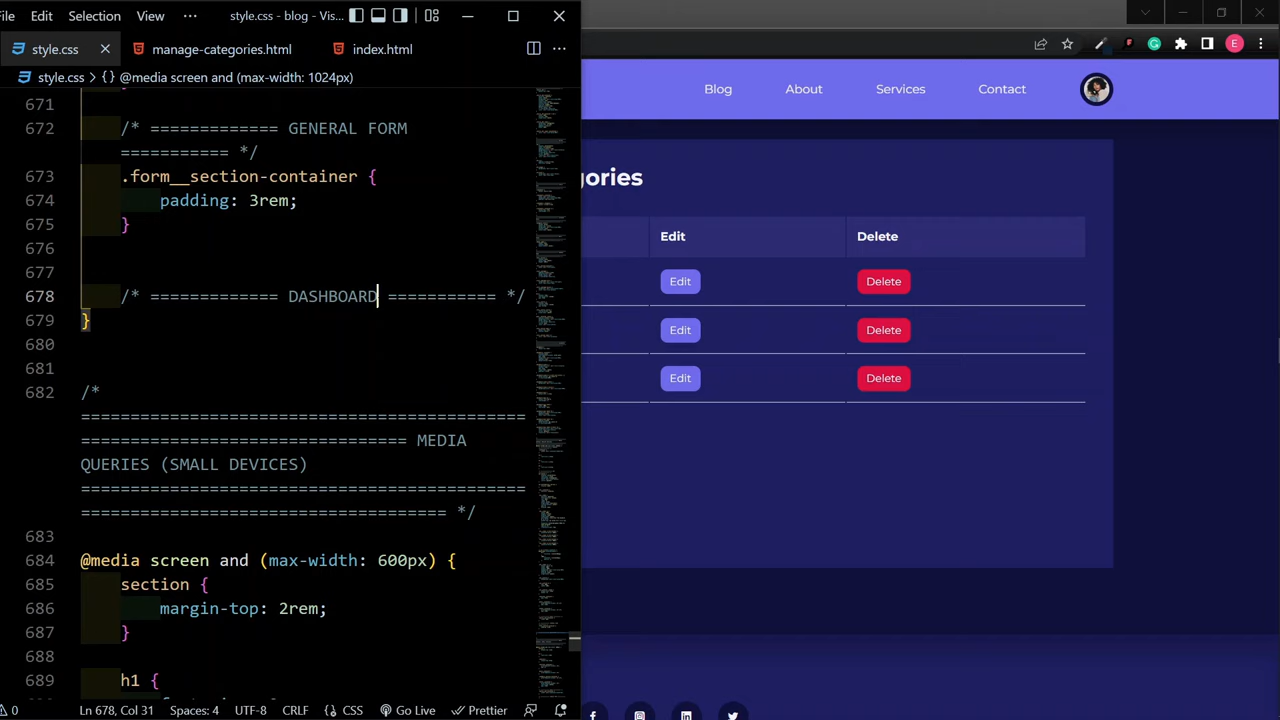 File Edit Selection View ··· style.css - blog - Vis...
style.css manage-categories.html index.html ···
style.css > {} @media screen and (max-width: 1024px)
671
672 /* ============= GENERAL FORM
=========== */
673 .form__section-container {
674 padding: 3rem;
675 }
676
677
678 /* ============= DASHBOARD =========== */
679 }
680
681
682 /*
=============================================
================================= MEDIA
QUERIES (SMALL DEVICES)
=============================================
===================================== */
683
684 @media screen and (max-width: 600px) {
685 section {
686 margin-top: 2rem;
687 }
688
689 h1 {
Ln 678, Col 31 Spaces: 4 UTF-8 CRLF {} CSS Go Live Prettier
E
Blog About Services Contact
gories
Edit Delete
Edit Delete
Edit Delete
Edit Delete